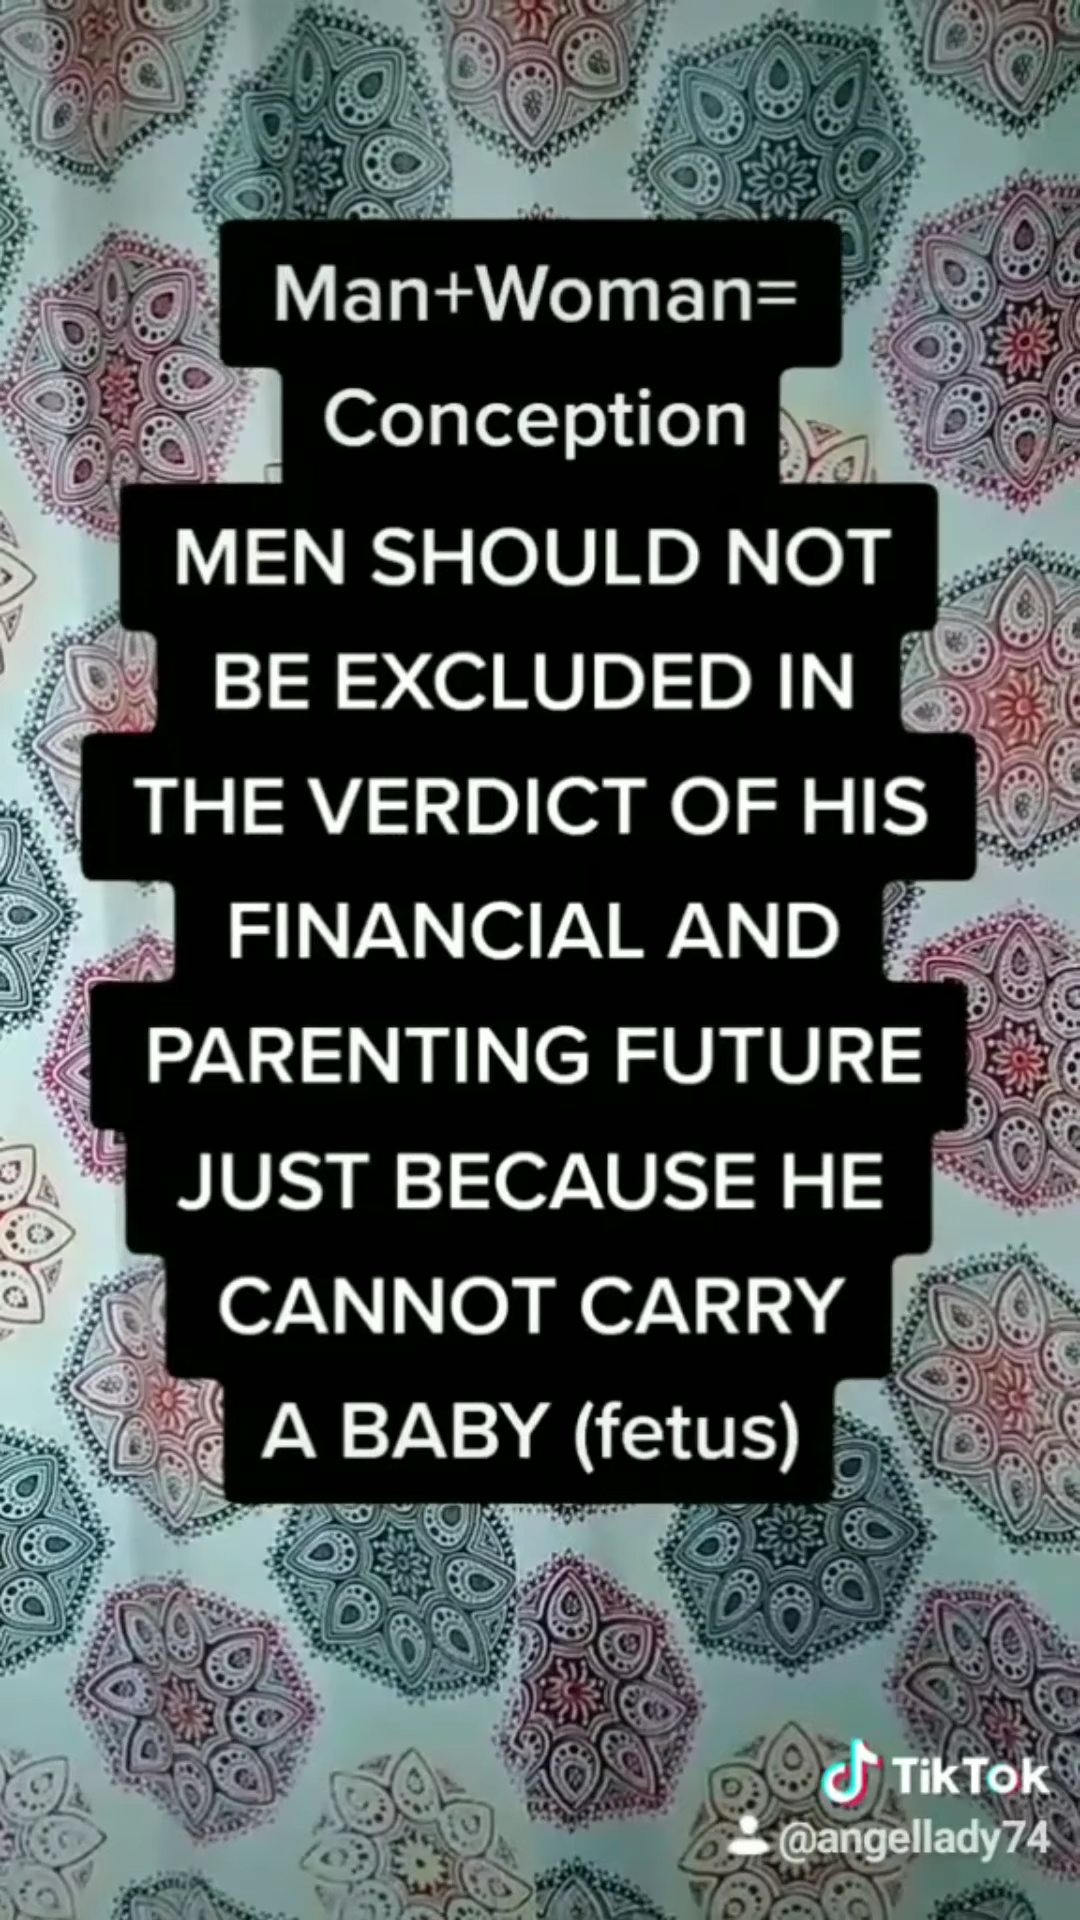 Man+Woman=
Conception
MEN SHOULD NOT
BE EXCLUDED IN
THE VERDICT OF HIS
FINANCIAL AND
PARENTING FUTURE
JUST BECAUSE HE
CANNOT CARRY
A BABY (fetus)
TikTok
@angellady74